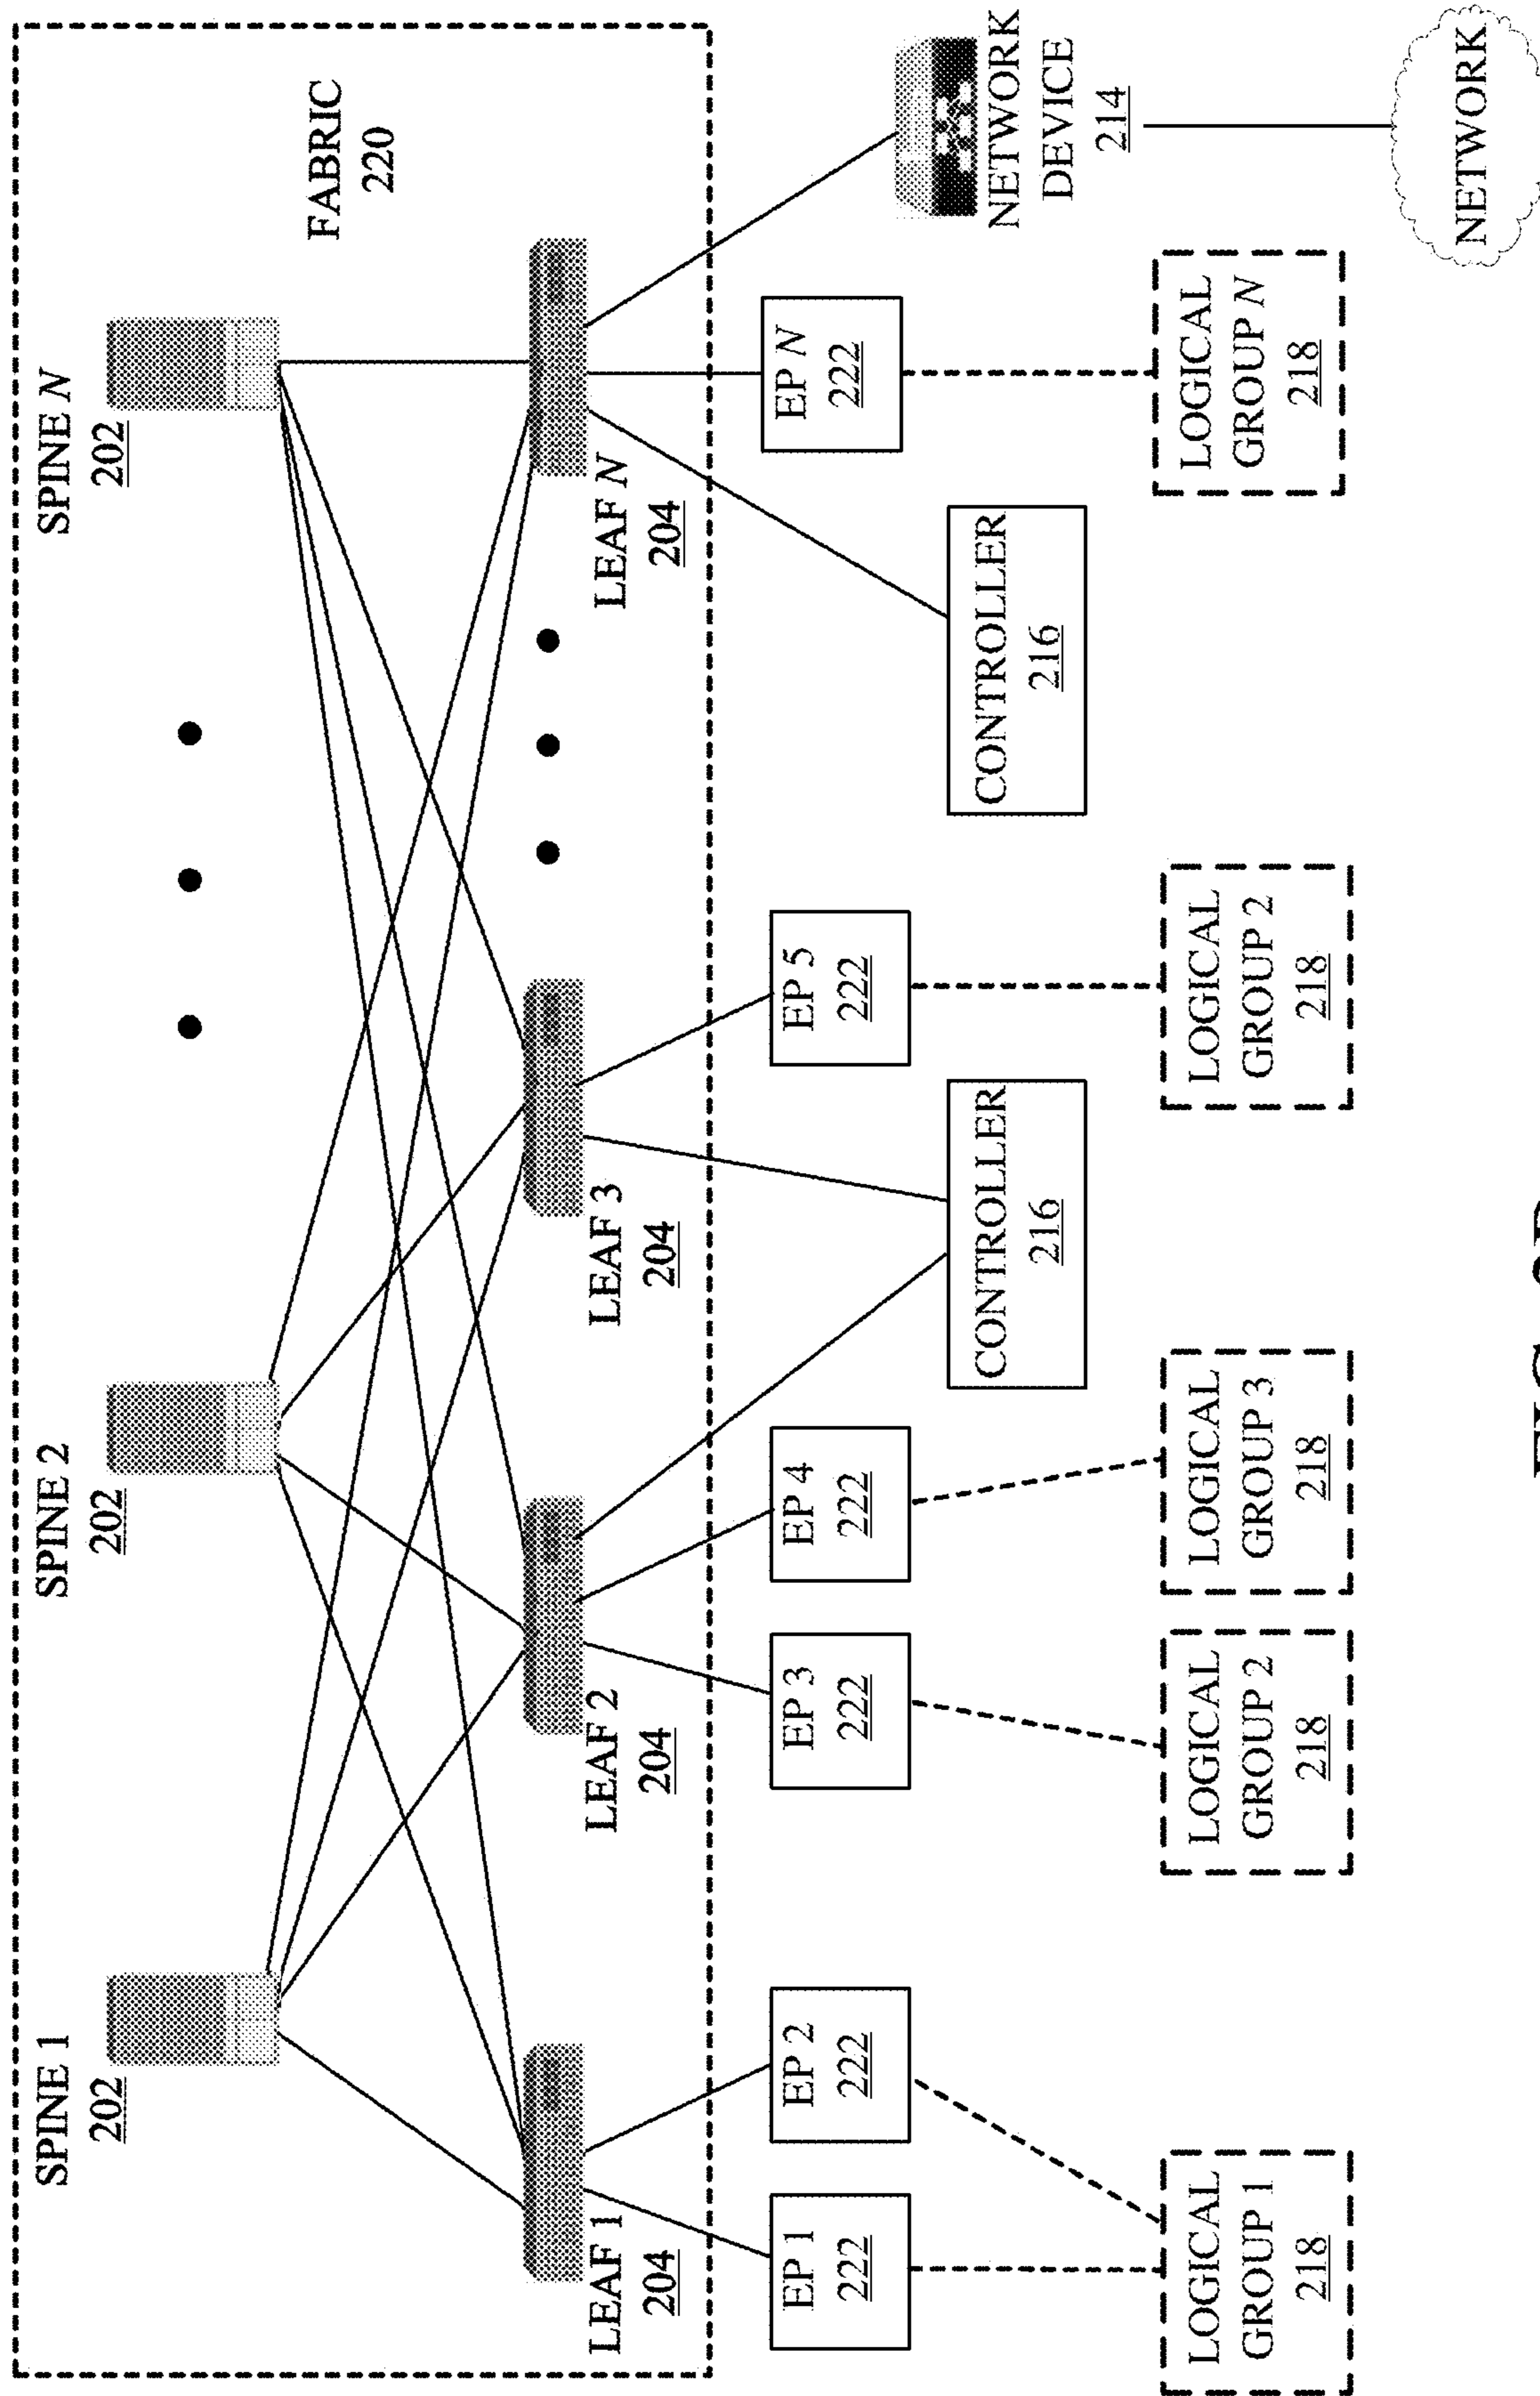 SPINE 1
202
SPINE 2
202
SPINE N
202
FABRIC
220
LEAF 1
204
LEAF 2
204
LEAF 3
204
LEAF N
204
EP 1
222
EP 2
222
EP 3
222
EP 4
222
EP 5
222
EP N
222
CONTROLLER
216
CONTROLLER
216
NETWORK
DEVICE
214
LOGICAL
GROUP 1
218
LOGICAL
GROUP 2
218
LOGICAL
GROUP 3
218
LOGICAL
GROUP 2
218
LOGICAL
GROUP N
218
NETWORK